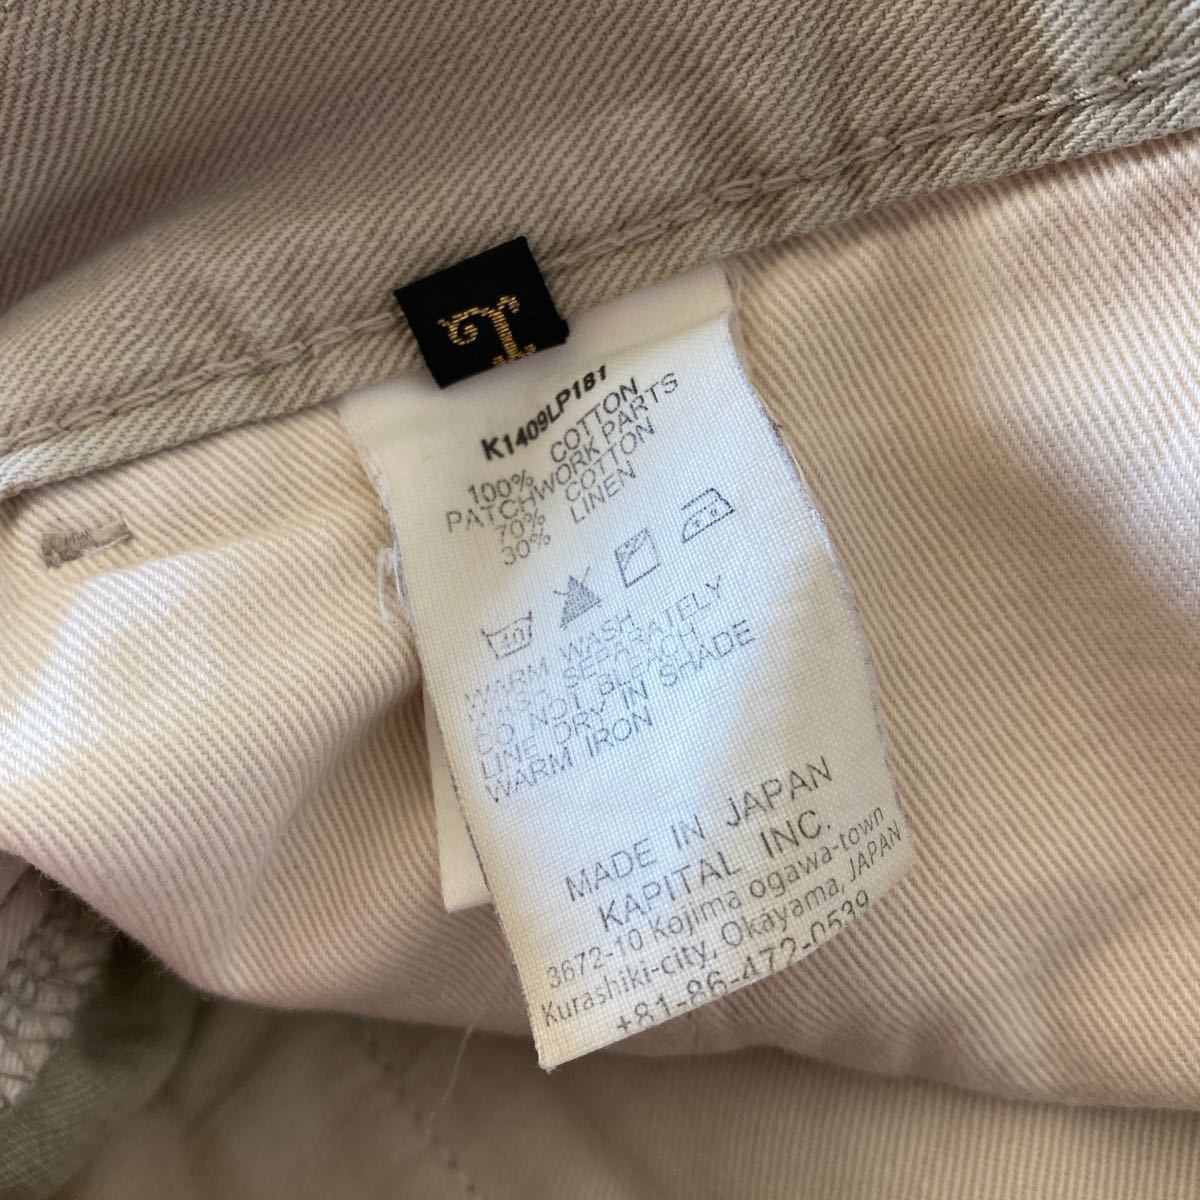 1
K1409LP181
100% COTTON
PATCHWORK PARTS
70% COTTON
30% LINEN
40
WARM WASH
WASH SEPARATELY
DO NOT BLEACH
LINE DRY IN SHADE
WARM IRON
MADE IN JAPAN
KAPITAL INC.
3672-10 Kojima ogawa-town
Kurashiki-city, Okayama, JAPAN
+81-86-472-0539